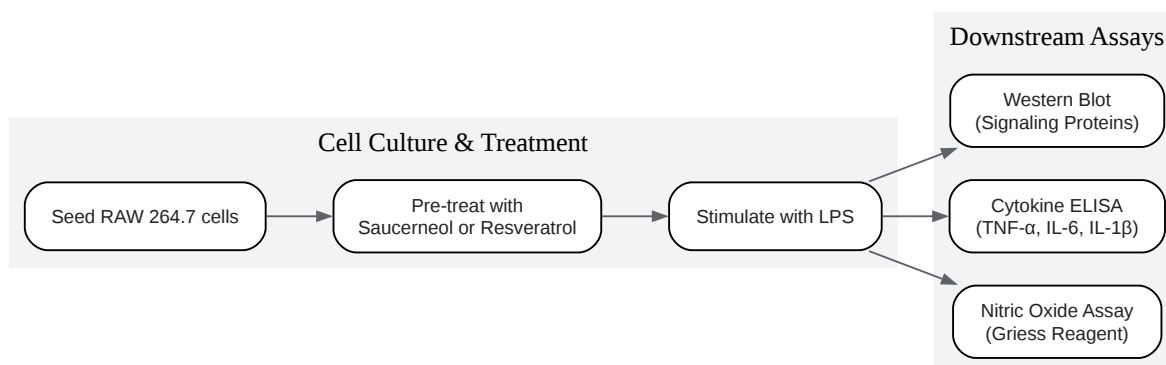 Cell Culture & Treatment
Seed RAW 264.7 cells
Pre-treat with
Saucerneol or Resveratrol
Stimulate with LPS
Downstream Assays
Western Blot
(Signaling Proteins)
Cytokine ELISA
(TNF-α, IL-6, IL-1β)
Nitric Oxide Assay
(Griess Reagent)